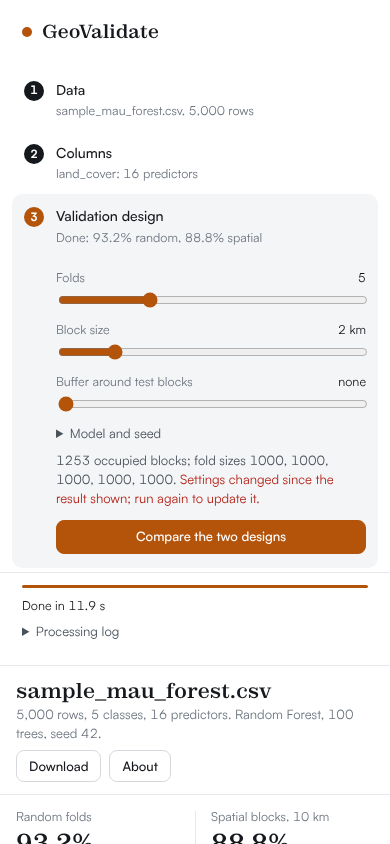 GeoValidate
1 Data
sample_mau_forest.csv, 5,000 rows
2 Columns
land_cover; 16 predictors
3 Validation design
Done: 93.2% random, 88.8% spatial
Folds 5
Block size 2 km
Buffer around test blocks none
Model and seed
1253 occupied blocks; fold sizes 1000, 1000,
1000, 1000, 1000. Settings changed since the
result shown; run again to update it.
Compare the two designs
Done in 11.9 s
Processing log
sample_mau_forest.csv
5,000 rows, 5 classes, 16 predictors. Random Forest, 100
trees, seed 42.
Download About
Random folds Spatial blocks, 10 km
93.2% 88.8%